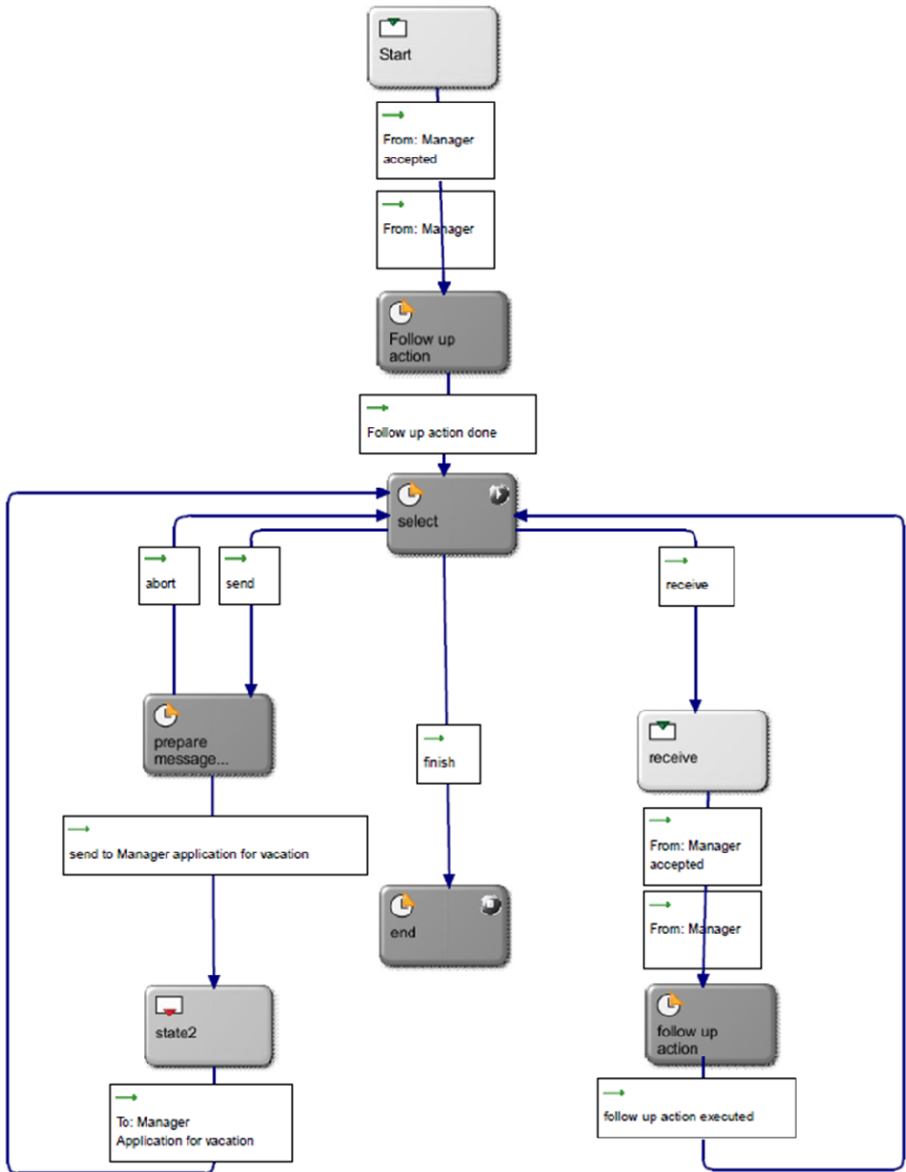 Start
From: Manager
accepted
From: Manager
Follow up
action
Follow up action done
select
abort
send
receive
prepare
message...
finish
receive
send to Manager application for vacation
From: Manager
accepted
end
From: Manager
state2
follow up
action
To: Manager
Application for vacation
follow up action executed